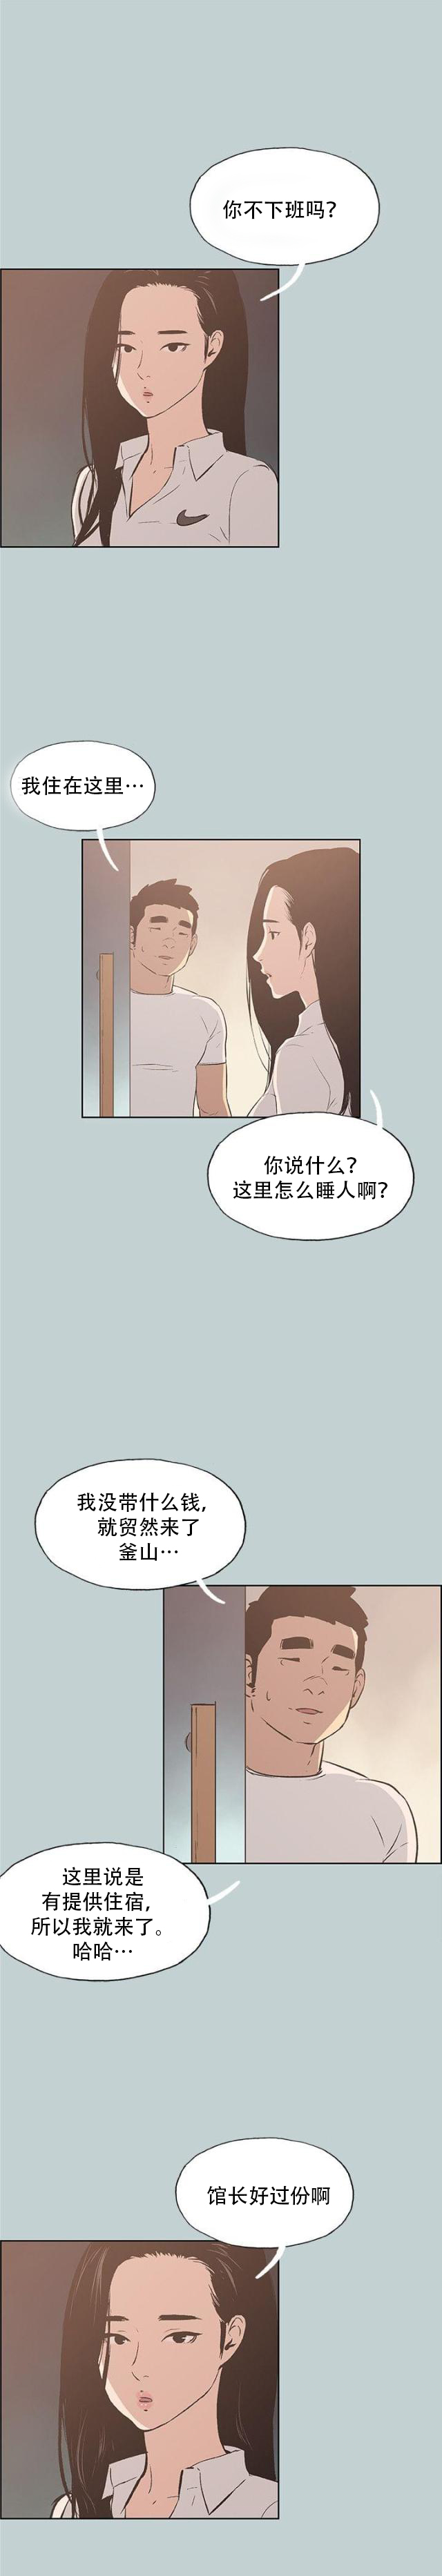 你不下班吗?
我住在这里…
你说什么?
这里怎么睡人啊?
我没带什么钱,
就贸然来了
釜山…
这里说是
有提供住宿,
所以我就来了。
哈哈…
馆长好过份啊